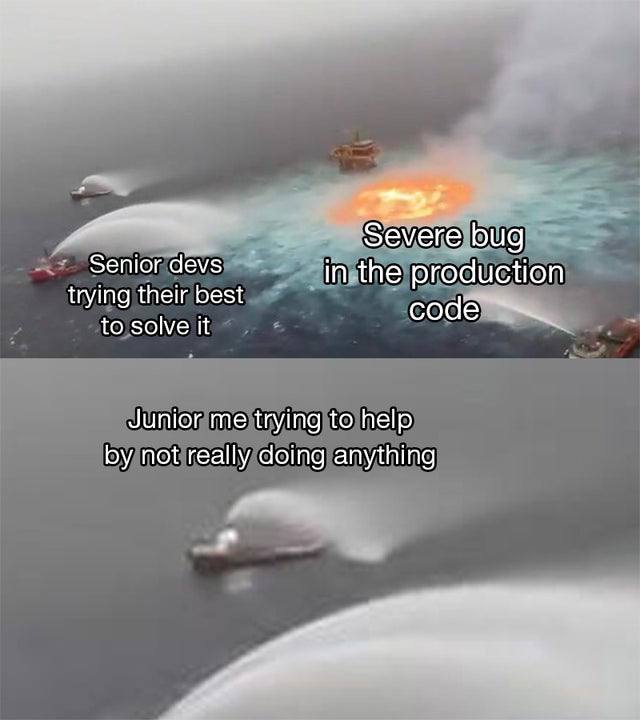 Severe bug
in the production
code
Senior devs
trying their best
to solve it
Junior me trying to help
by not really doing anything